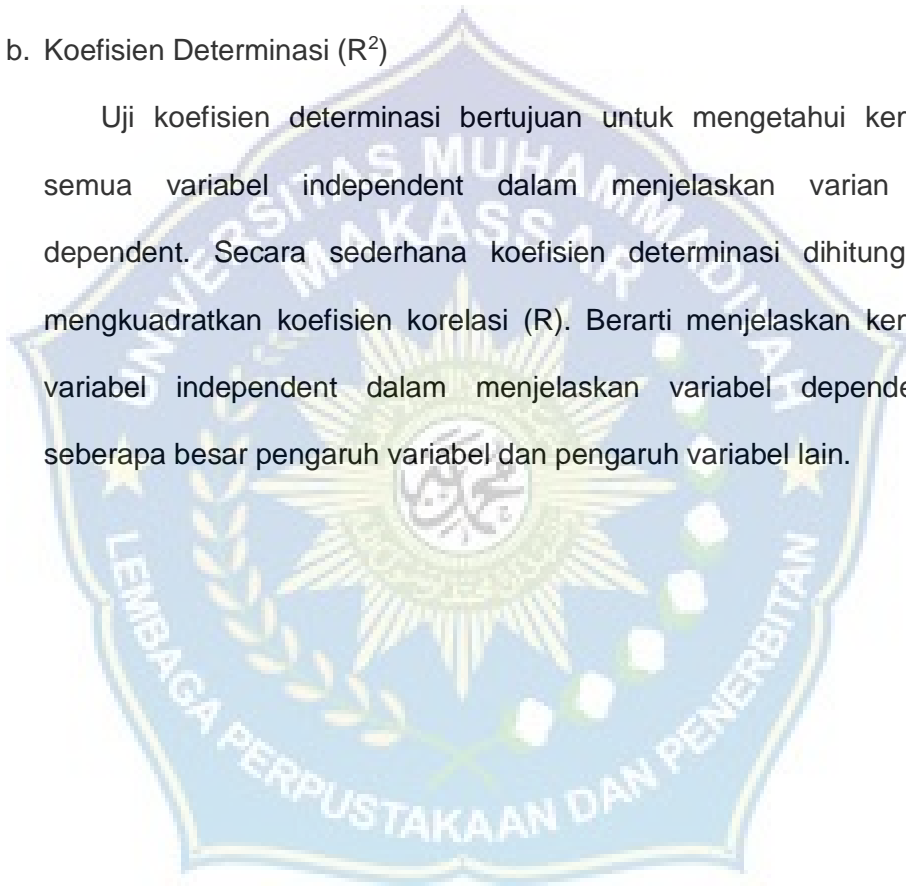 b. Koefisien Determinasi (R²)
Uji koefisien determinasi bertujuan untuk mengetahui ker
semua variabel independent dalam menjelaskan varian
dependent. Secara sederhana koefisien determinasi dihitung
mengkuadratkan koefisien korelasi (R). Berarti menjelaskan ker
variabel independent dalam menjelaskan variabel depende
seberapa besar pengaruh variabel dan pengaruh variabel lain.
UNIVERSITAS MUHAMMADIYAH
MAKASSAR
LEMBAGA PERPUSTAKAAN DAN PENERBITAN